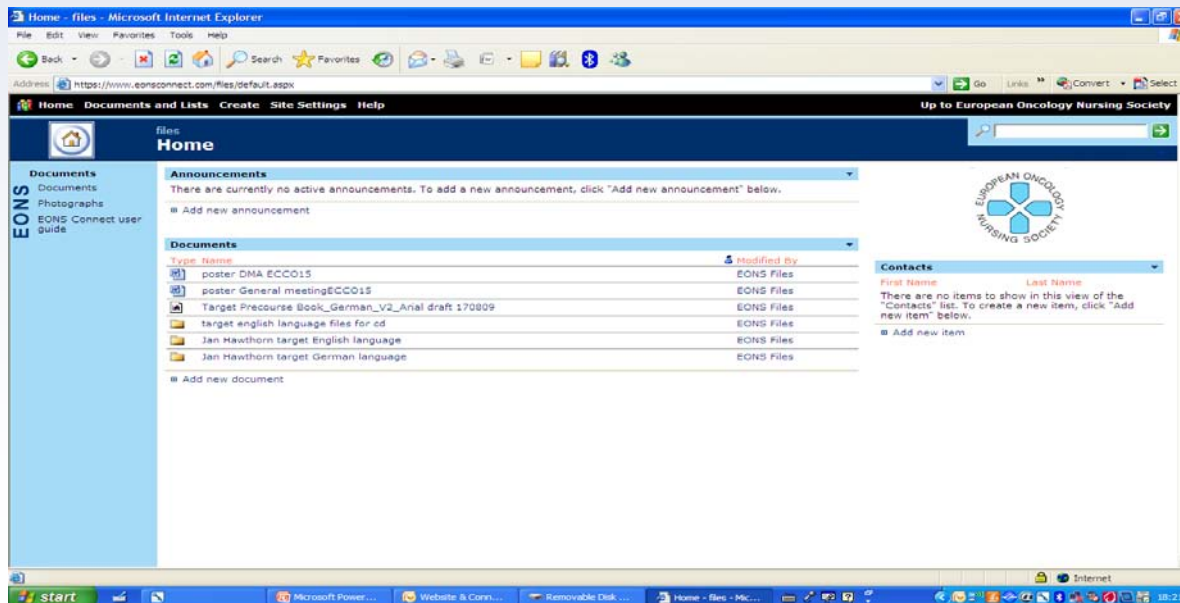 Home - files - Microsoft Internet Explorer
File Edit View Favorites Tools Help
Back Search Favorites
Address https://www.eonsconnect.com/files/default.aspx Go Links » Convert Select
Home Documents and Lists Create Site Settings Help Up to European Oncology Nursing Society
files
Home
EONS
Documents
Documents
Photographs
EONS Connect user
guide
Announcements
There are currently no active announcements. To add a new announcement, click "Add new announcement" below.
Add new announcement
Documents
Type Name Modified By
poster DMA ECCO15 EONS Files
poster General meetingECCO15 EONS Files
Target Precourse Book_German_V2_Arial draft 170809 EONS Files
target english language files for cd EONS Files
Jan Hawthorn target English language EONS Files
Jan Hawthorn target German language EONS Files
Add new document
EUROPEAN ONCOLOGY
NURSING SOCIETY
Contacts
First Name Last Name
There are no items to show in this view of the
"Contacts" list. To create a new item, click "Add
new item" below.
Add new item
Internet
start Microsoft Power... Website & Conn... Removable Disk ... Home - files - Mic...